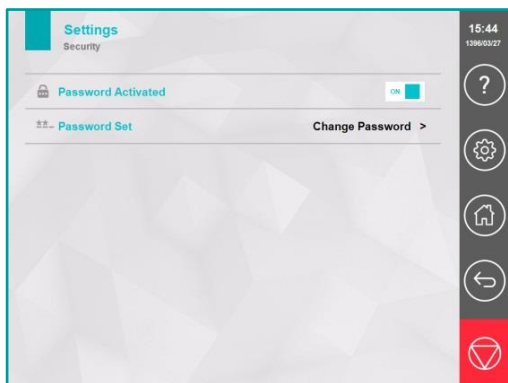 Settings
Security
Password Activated
ON
Password Set
Change Password >
15:44
1396/03/27
?